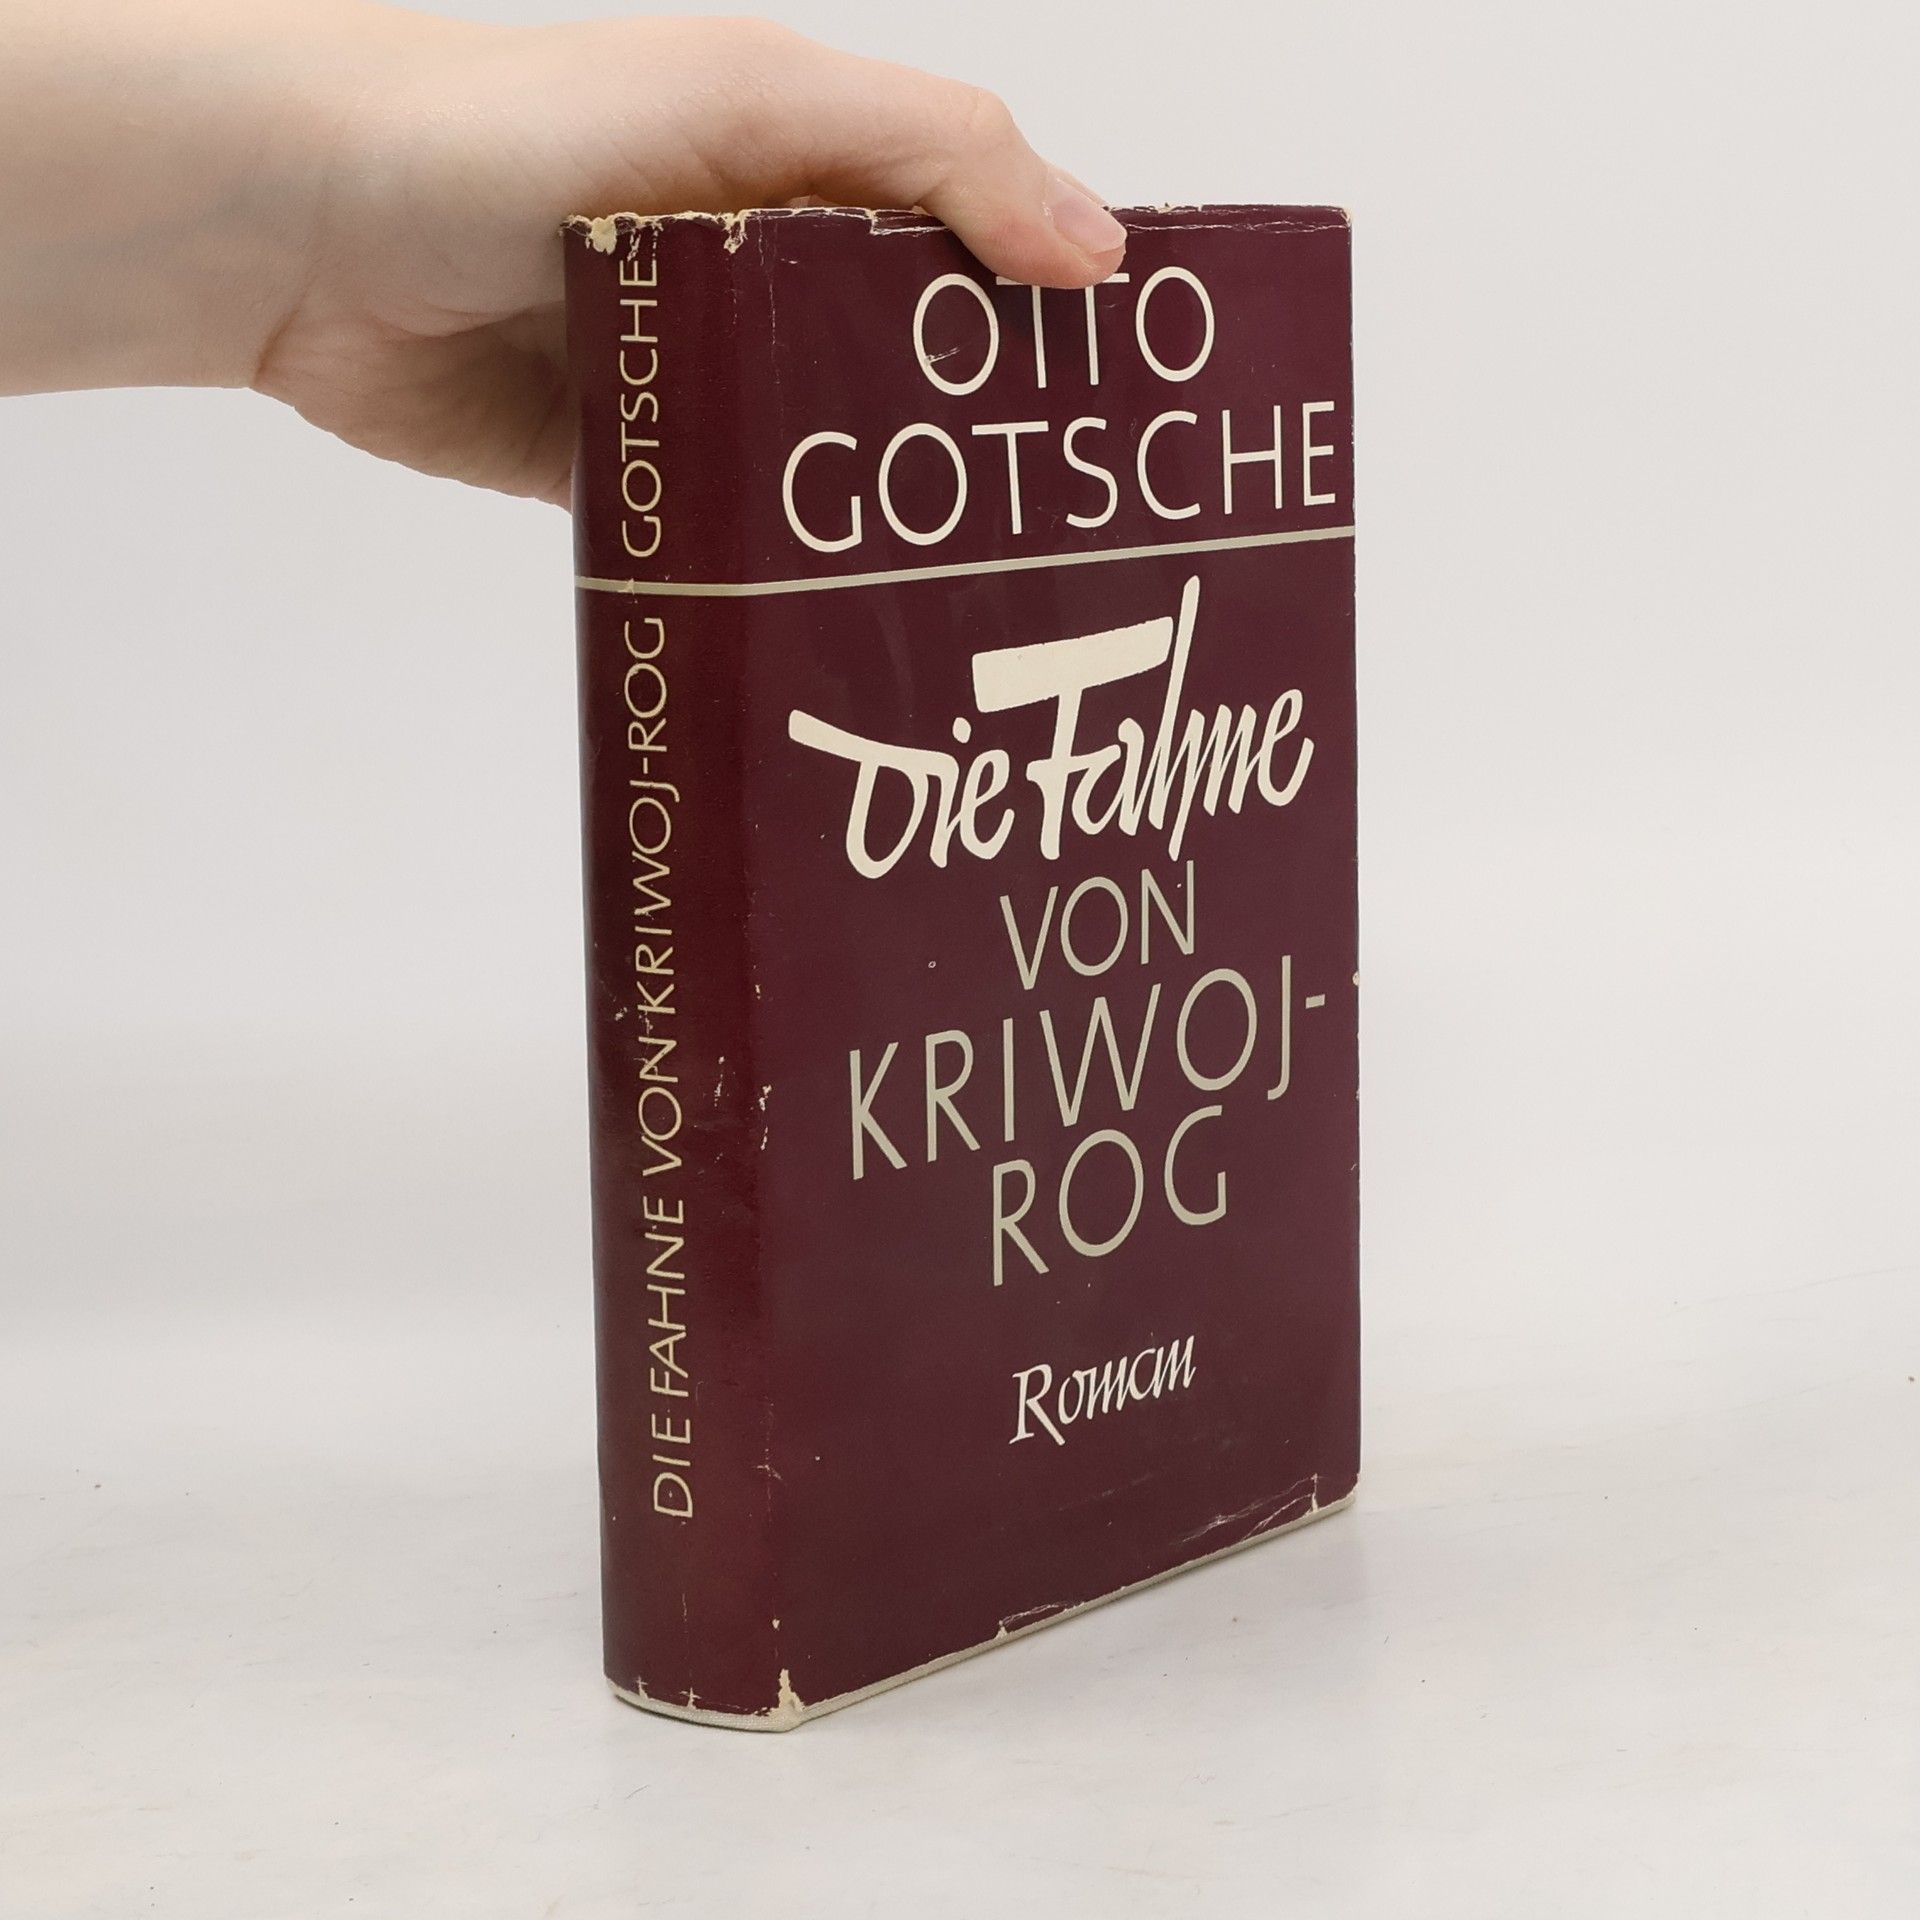 OTTO
GOTSCHE
Die Fahne
VON
KRIWOJ-
ROG
Roman
DIE FAHNE VON KRIWOJ-ROG GOTSCHE